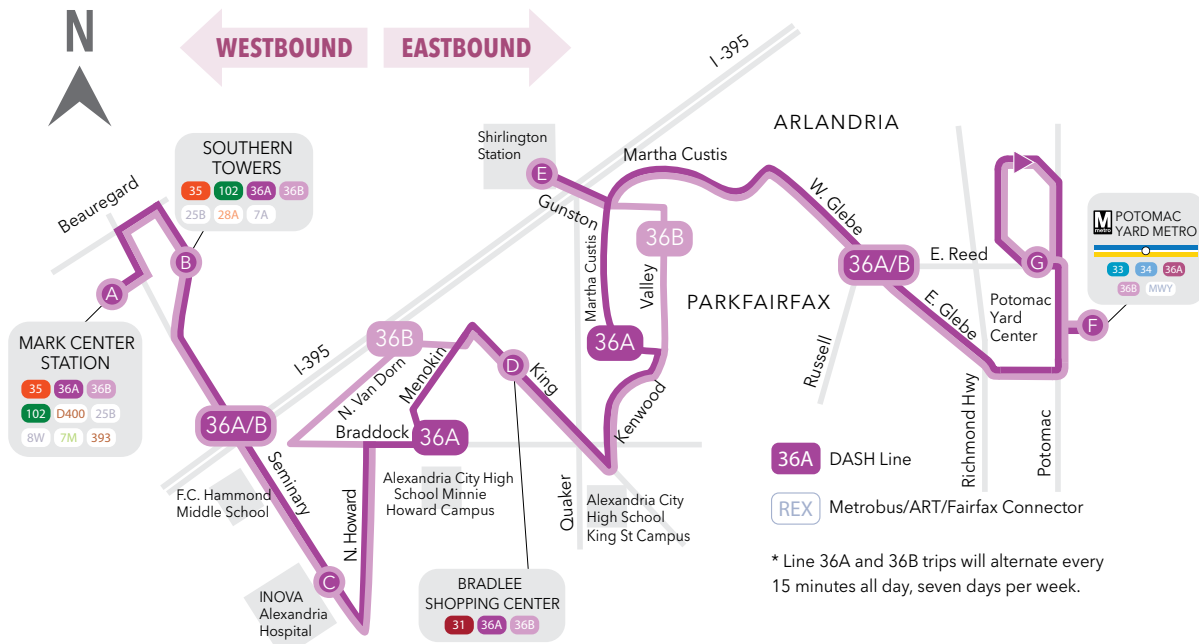 N
WESTBOUND
EASTBOUND
I -395
ARLANDRIA
Shirlington
Station
Martha Custis
SOUTHERN
TOWERS
35 102 36A 36B
25B 28A 7A
Beauregard
E
Gunston
W. Glebe
B
36B
36A/B
E. Reed
G
M
metro
POTOMAC
YARD METRO
33 34 36A
36B MWY
A
Martha Custis
Valley
PARKFAIRFAX
E. Glebe
Potomac
Yard
Center
F
MARK CENTER
STATION
35 36A 36B
102 D400 25B
8W 7M 393
I-395
36B
36A
N. Van Dorn
Menokin
D
King
Kenwood
Russell
Richmond Hwy
Potomac
36A/B
Braddock
36A
36A DASH Line
Seminary
F.C. Hammond
Middle School
Alexandria City High
School Minnie
Howard Campus
Quaker
Alexandria City
High School
King St Campus
REX Metrobus/ART/Fairfax Connector
N. Howard
C
INOVA
Alexandria
Hospital
BRADLEE
SHOPPING CENTER
31 36A 36B
* Line 36A and 36B trips will alternate every
15 minutes all day, seven days per week.